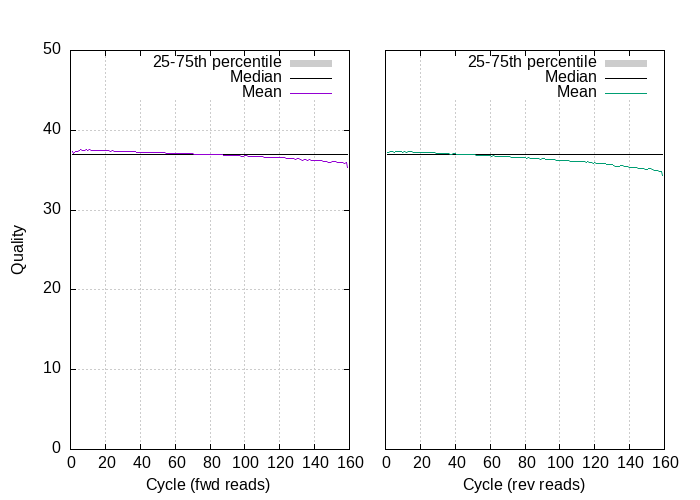 50
40
30
20
10
0
Quality
25-75th percentile
Median
Mean
0 20 40 60 80 100 120 140 160
Cycle (fwd reads)
25-75th percentile
Median
Mean
0 20 40 60 80 100 120 140 160
Cycle (rev reads)